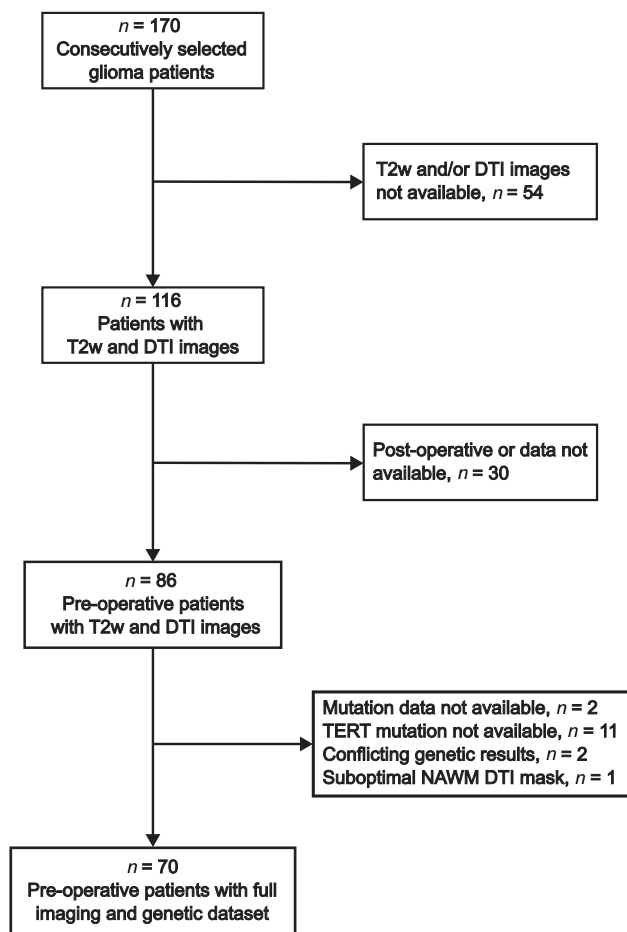 n = 170
Consecutively selected
glioma patients
T2w and/or DTI images
not available, n = 54
n = 116
Patients with
T2w and DTI images
Post-operative or data not
available, n = 30
n = 86
Pre-operative patients
with T2w and DTI images
Mutation data not available, n = 2
TERT mutation not available, n = 11
Conflicting genetic results, n = 2
Suboptimal NAWM DTI mask, n = 1
n = 70
Pre-operative patients with full
imaging and genetic dataset